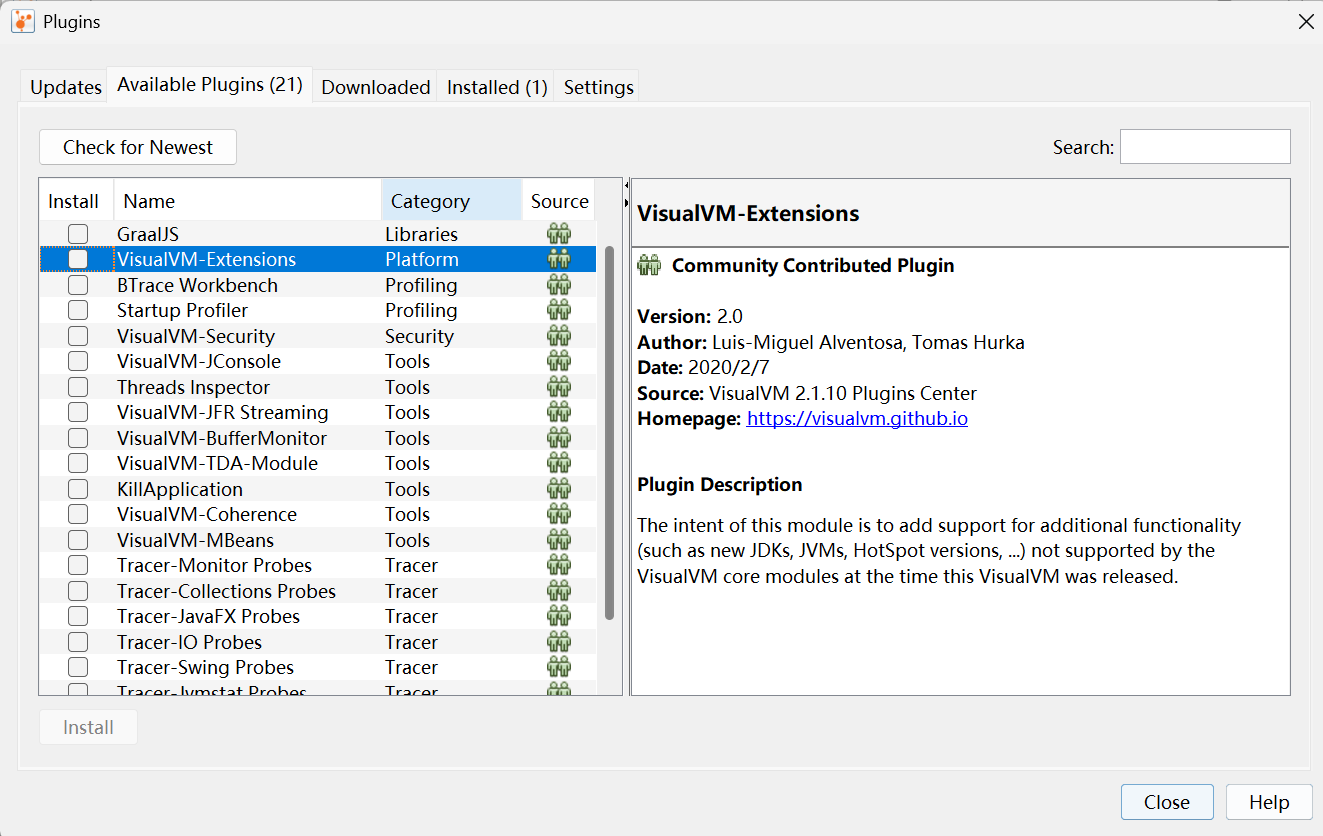 Plugins
Updates Available Plugins (21) Downloaded Installed (1) Settings
Check for Newest Search:
Install Name Category Source
GraalJS Libraries
VisualVM-Extensions Platform
BTrace Workbench Profiling
Startup Profiler Profiling
VisualVM-Security Security
VisualVM-JConsole Tools
Threads Inspector Tools
VisualVM-JFR Streaming Tools
VisualVM-BufferMonitor Tools
VisualVM-TDA-Module Tools
KillApplication Tools
VisualVM-Coherence Tools
VisualVM-MBeans Tools
Tracer-Monitor Probes Tracer
Tracer-Collections Probes Tracer
Tracer-JavaFX Probes Tracer
Tracer-IO Probes Tracer
Tracer-Swing Probes Tracer
Tracer-Jvmstat Probes Tracer
VisualVM-Extensions
Community Contributed Plugin
Version: 2.0
Author: Luis-Miguel Alventosa, Tomas Hurka
Date: 2020/2/7
Source: VisualVM 2.1.10 Plugins Center
Homepage: https://visualvm.github.io
Plugin Description
The intent of this module is to add support for additional functionality
(such as new JDKs, JVMs, HotSpot versions, ...) not supported by the
VisualVM core modules at the time this VisualVM was released.
Install
Close Help